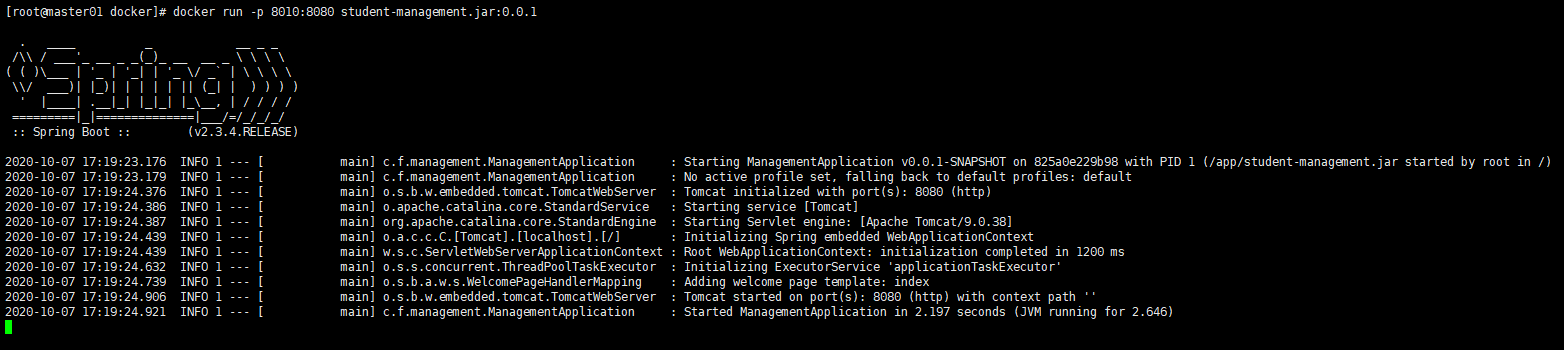 [root@master01 docker]# docker run -p 8010:8080 student-management.jar:0.0.1
  .   ____          _            __ _ _
 /\\ / ___'_ __ _ _(_)_ __  __ _ \ \ \ \
( ( )\___ | '_ | '_| | '_ \/ _` | \ \ \ \
 \\/  ___)| |_)| | | | | || (_| |  ) ) ) )
  '  |____| .__|_| |_|_| |_\__, | / / / /
 =========|_|==============|___/=/_/_/_/
 :: Spring Boot ::        (v2.3.4.RELEASE)
2020-10-07 17:19:23.176  INFO 1 --- [           main] c.f.management.ManagementApplication     : Starting ManagementApplication v0.0.1-SNAPSHOT on 825a0e229b98 with PID 1 (/app/student-management.jar started by root in /)
2020-10-07 17:19:23.179  INFO 1 --- [           main] c.f.management.ManagementApplication     : No active profile set, falling back to default profiles: default
2020-10-07 17:19:24.376  INFO 1 --- [           main] o.s.b.w.embedded.tomcat.TomcatWebServer  : Tomcat initialized with port(s): 8080 (http)
2020-10-07 17:19:24.386  INFO 1 --- [           main] o.apache.catalina.core.StandardService   : Starting service [Tomcat]
2020-10-07 17:19:24.387  INFO 1 --- [           main] org.apache.catalina.core.StandardEngine  : Starting Servlet engine: [Apache Tomcat/9.0.38]
2020-10-07 17:19:24.439  INFO 1 --- [           main] o.a.c.c.C.[Tomcat].[localhost].[/]       : Initializing Spring embedded WebApplicationContext
2020-10-07 17:19:24.439  INFO 1 --- [           main] w.s.c.ServletWebServerApplicationContext : Root WebApplicationContext: initialization completed in 1200 ms
2020-10-07 17:19:24.632  INFO 1 --- [           main] o.s.s.concurrent.ThreadPoolTaskExecutor  : Initializing ExecutorService 'applicationTaskExecutor'
2020-10-07 17:19:24.739  INFO 1 --- [           main] o.s.b.a.w.s.WelcomePageHandlerMapping    : Adding welcome page template: index
2020-10-07 17:19:24.906  INFO 1 --- [           main] o.s.b.w.embedded.tomcat.TomcatWebServer  : Tomcat started on port(s): 8080 (http) with context path ''
2020-10-07 17:19:24.921  INFO 1 --- [           main] c.f.management.ManagementApplication     : Started ManagementApplication in 2.197 seconds (JVM running for 2.646)